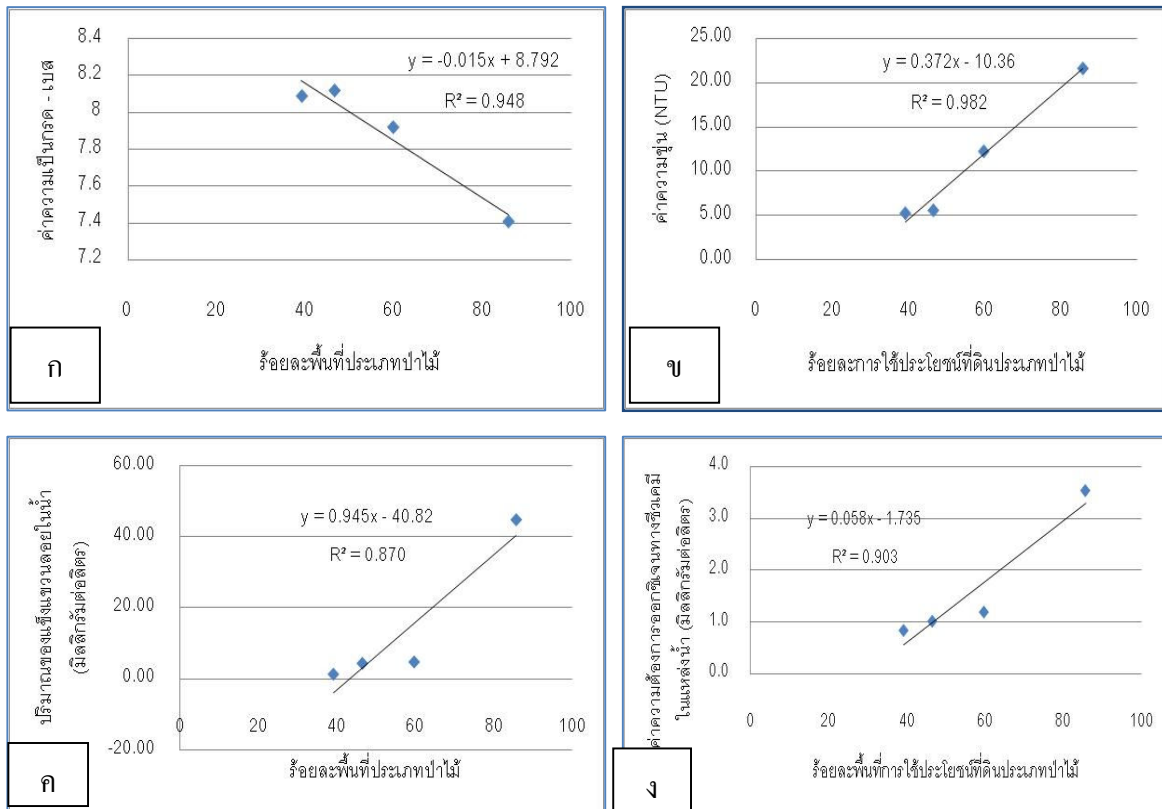 8.4
8.2
8
7.8
7.6
7.4
7.2
ค่าความเป็นกรด - เบส
y = -0.015x + 8.792
R² = 0.948
0 20 40 60 80 100
ร้อยละพื้นที่ประเภทป่าไม้
ก
25.00
20.00
15.00
10.00
5.00
0.00
ค่าความขุ่น (NTU)
y = 0.372x - 10.36
R² = 0.982
0 20 40 60 80 100
ร้อยละการใช้ประโยชน์ที่ดินประเภทป่าไม้
ข
60.00
40.00
20.00
0.00
-20.00
ปริมาณของแข็งแขวนลอยในน้ำ
(มิลลิกรัมต่อลิตร)
y = 0.945x - 40.82
R² = 0.870
0 20 40 60 80 100
ร้อยละพื้นที่ประเภทป่าไม้
ค
4.0
3.0
2.0
1.0
0.0
ค่าความต้องการออกซิเจนทางชีวเคมี
ในแหล่งน้ำ (มิลลิกรัมต่อลิตร)
y = 0.058x - 1.735
R² = 0.903
0 20 40 60 80 100
ร้อยละพื้นที่การใช้ประโยชน์ที่ดินประเภทป่าไม้
ง